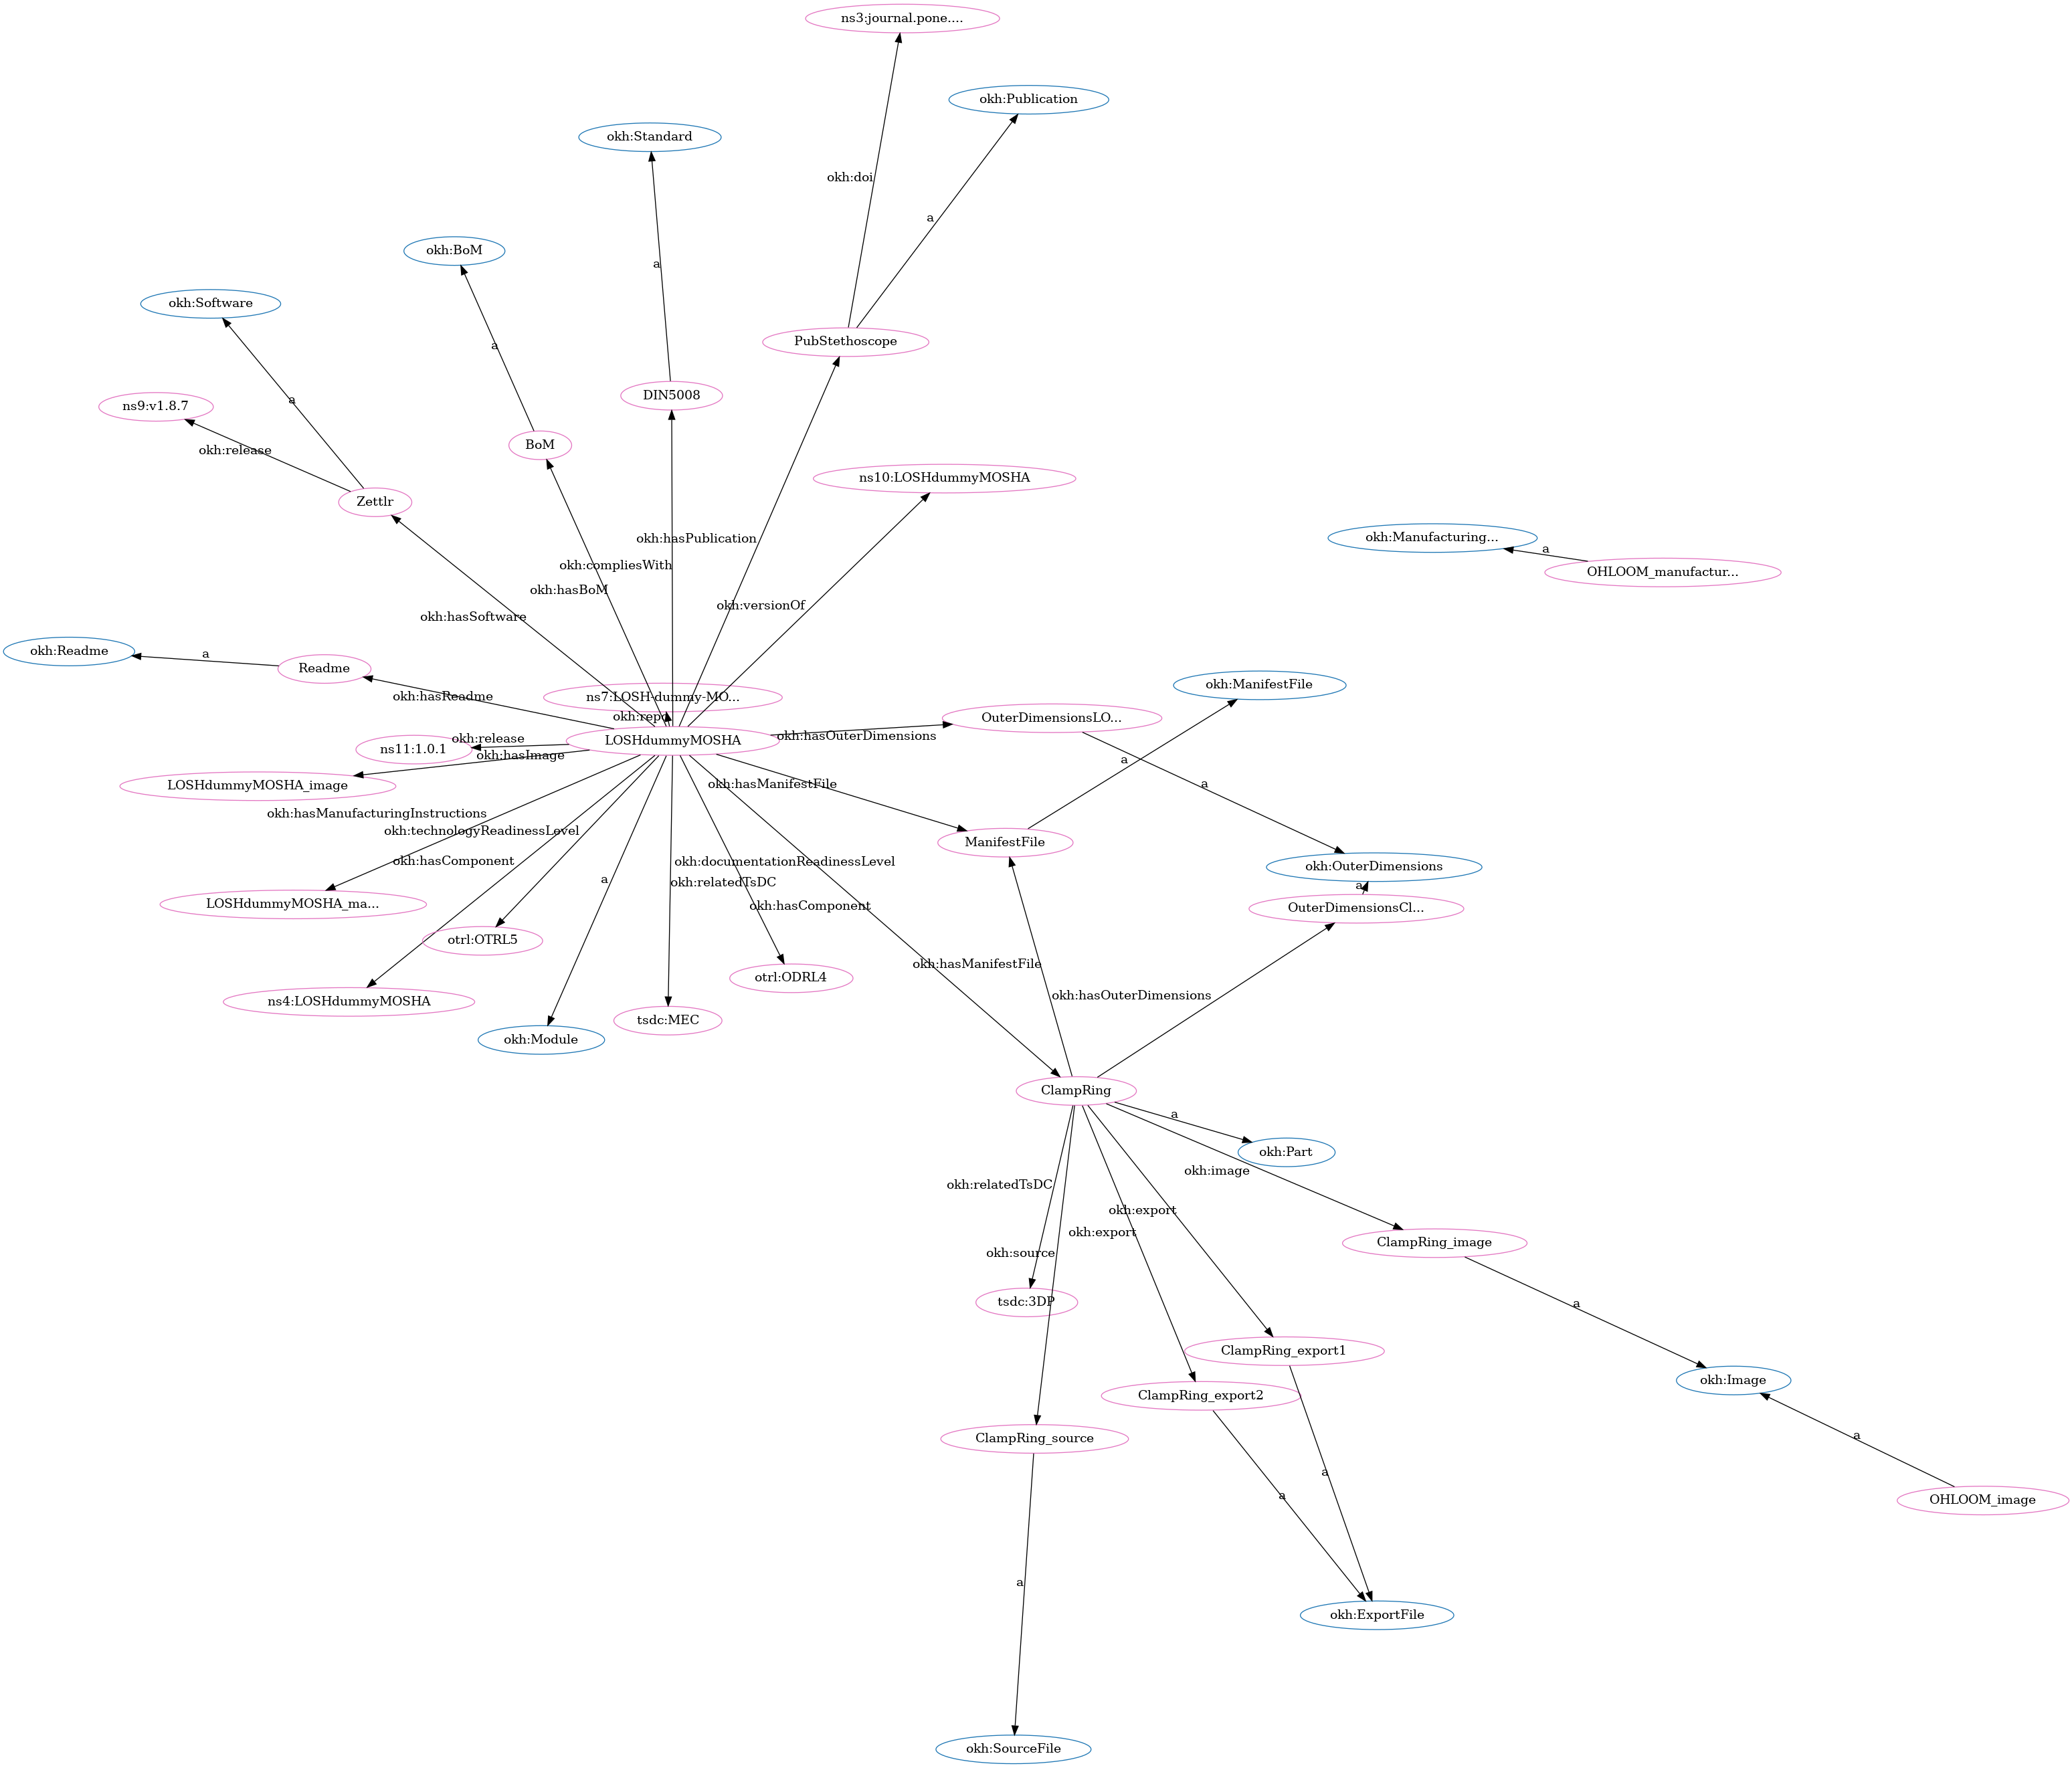 ns3:journal.pone....
okh:Publication
okh:Standard
okh:doi
a
okh:BoM
a
okh:Software
PubStethoscope
a
DIN5008
a
ns9:v1.8.7
BoM
okh:release
ns10:LOSHdummyMOSHA
Zettlr
okh:hasPublication
okh:Manufacturing...
a
okh:compliesWith
OHLOOM_manufactur...
okh:hasBoM
okh:versionOf
okh:hasSoftware
okh:Readme
a
Readme
okh:hasReadme
ns7:LOSH-dummy-MO...
okh:ManifestFile
okh:repo
OuterDimensionsLO...
LOSHdummyMOSHA
okh:hasOuterDimensions
okh:release
ns11:1.0.1
okh:hasImage
a
LOSHdummyMOSHA_image
okh:hasManifestFile
a
okh:hasManufacturingInstructions
okh:technologyReadinessLevel
ManifestFile
okh:hasComponent
okh:documentationReadinessLevel
okh:OuterDimensions
a
okh:relatedTsDC
a
LOSHdummyMOSHA_ma...
okh:hasComponent
OuterDimensionsCl...
otrl:OTRL5
okh:hasManifestFile
otrl:ODRL4
ns4:LOSHdummyMOSHA
okh:hasOuterDimensions
tsdc:MEC
okh:Module
ClampRing
a
okh:Part
okh:image
okh:relatedTsDC
okh:export
okh:export
ClampRing_image
okh:source
tsdc:3DP
a
ClampRing_export1
okh:Image
ClampRing_export2
a
ClampRing_source
a
a
OHLOOM_image
a
okh:ExportFile
okh:SourceFile